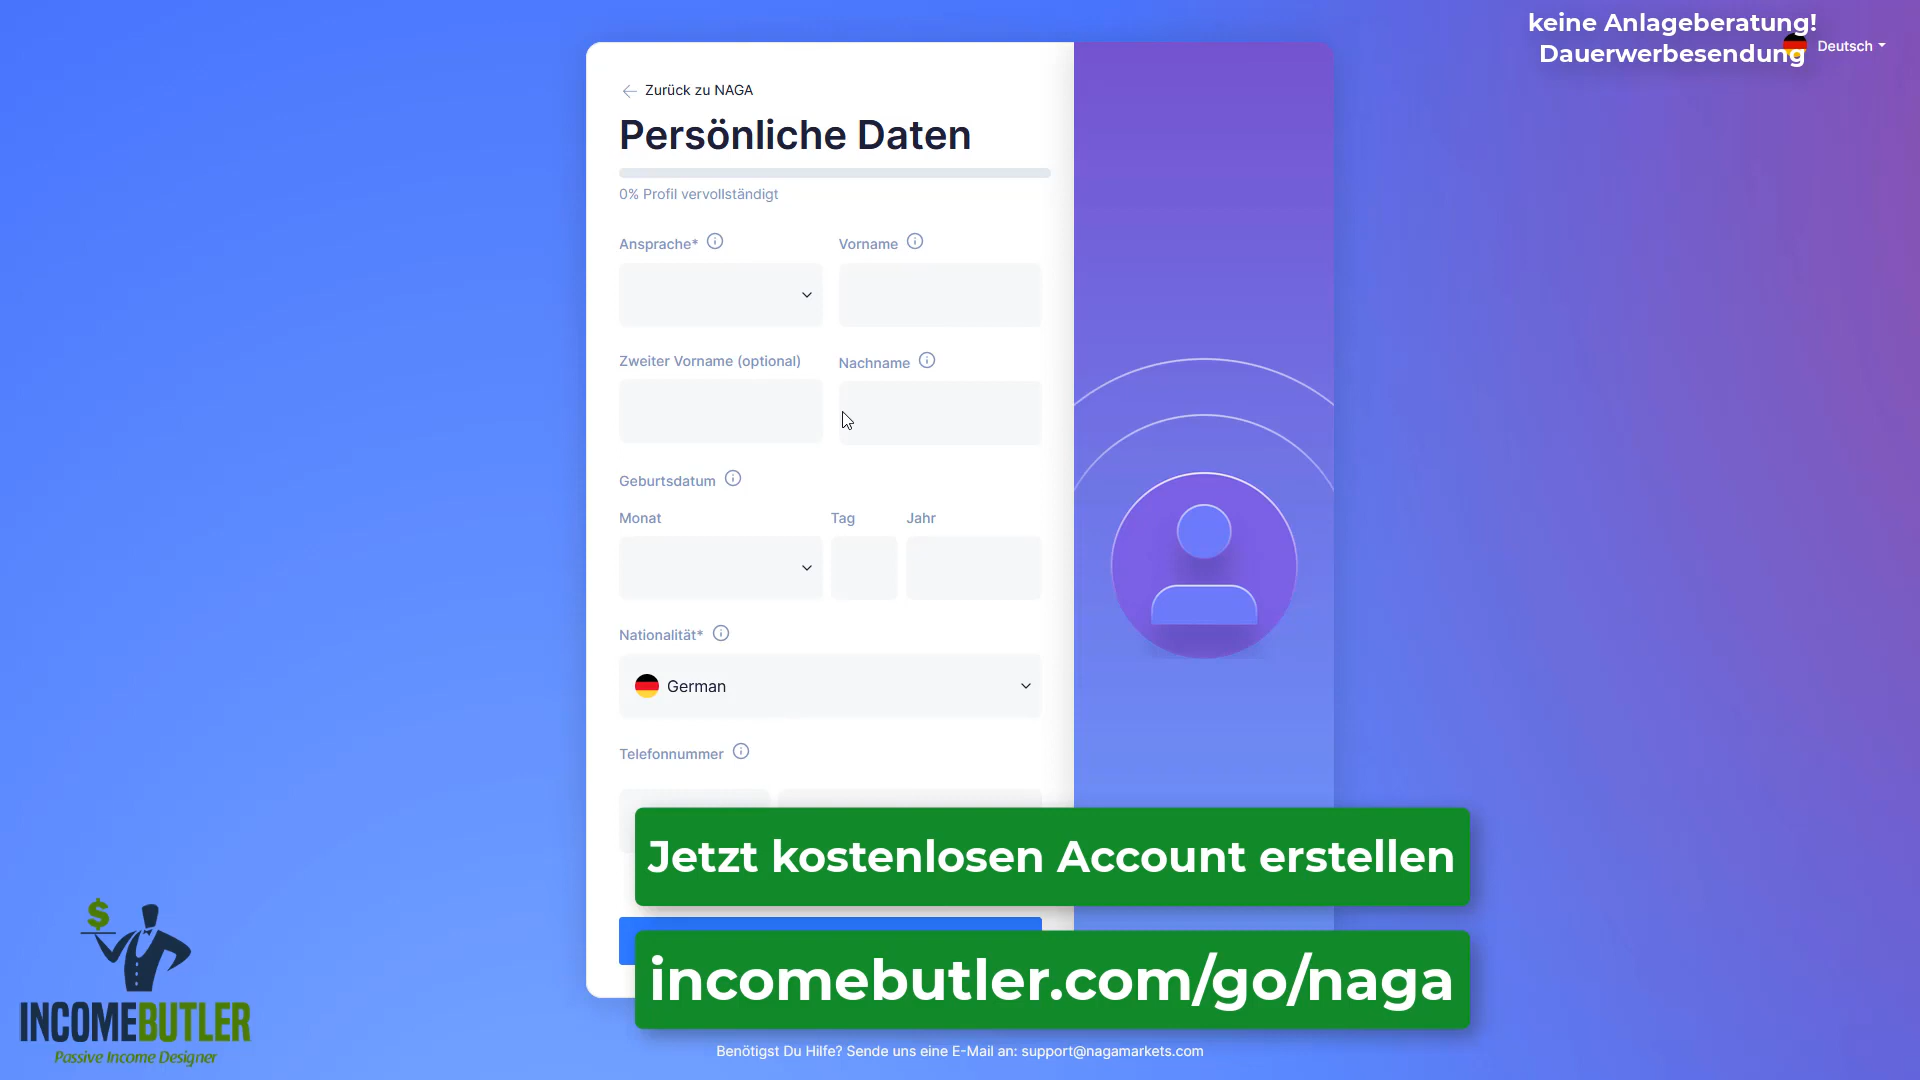 keine Anlageberatung!
Dauerwerbesendung
Deutsch
Zurück zu NAGA
Persönliche Daten
0% Profil vervollständigt
Ansprache*
Vorname
Zweiter Vorname (optional)
Nachname
Geburtsdatum
Monat
Tag
Jahr
Nationalität*
German
Telefonnummer
Jetzt kostenlosen Account erstellen
incomebutler.com/go/naga
$
INCOMEBUTLER
Passive Income Designer
Benötigst Du Hilfe? Sende uns eine E-Mail an: support@nagamarkets.com